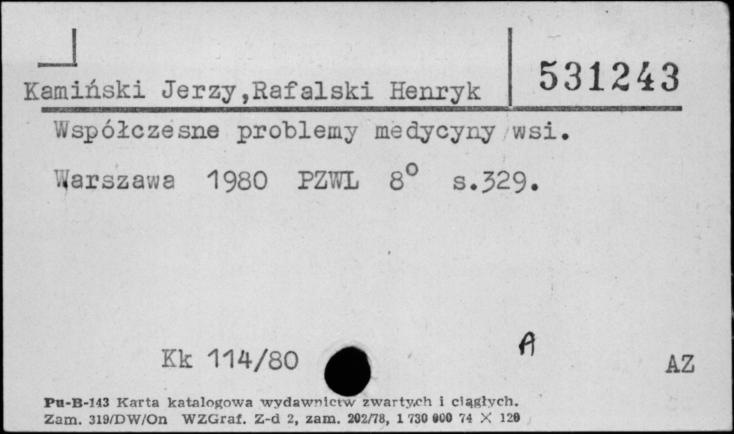 Kamiński Jerzy,Rafalski Henryk 531243
Współczesne problemy medycyny wsi.
Warszawa 1980 PZWL 8° s.329.
A
Kk 114/80 AZ
Pu-B-143 Karta katalogowa wydawnictw zwartych i ciągłych.
Zam. 319/DW/On WZGraf. Z-d 2, zam. 202/78, 1 730 000 74 X 120